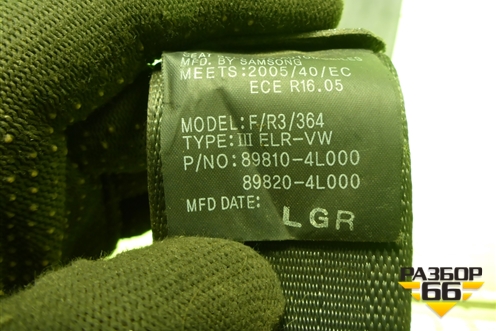 MFG. BY SAMSONG
MEETS:2005/40/EC
ECE R16.05
MODEL: F/R3/364
TYPE: III ELR-VW
P/NO: 89810-4L000
89820-4L000
MFD DATE:
LGR
РАЗБОР
66